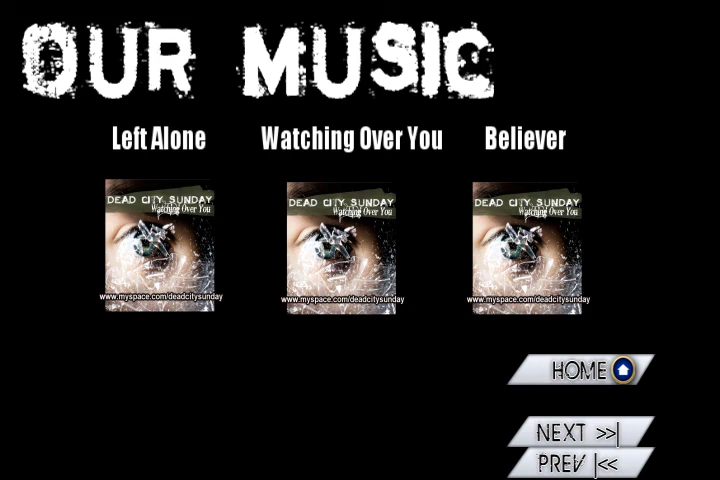 OUR MUSIC
Left Alone
Watching Over You
Believer
DEAD CITY SUNDAY
Watching Over You
www.myspace.com/deadcitysunday
DEAD CITY SUNDAY
Watching Over You
www.myspace.com/deadcitysunday
DEAD CITY SUNDAY
Watching Over You
www.myspace.com/deadcitysunday
HOME
NEXT >>|
PREV |<<